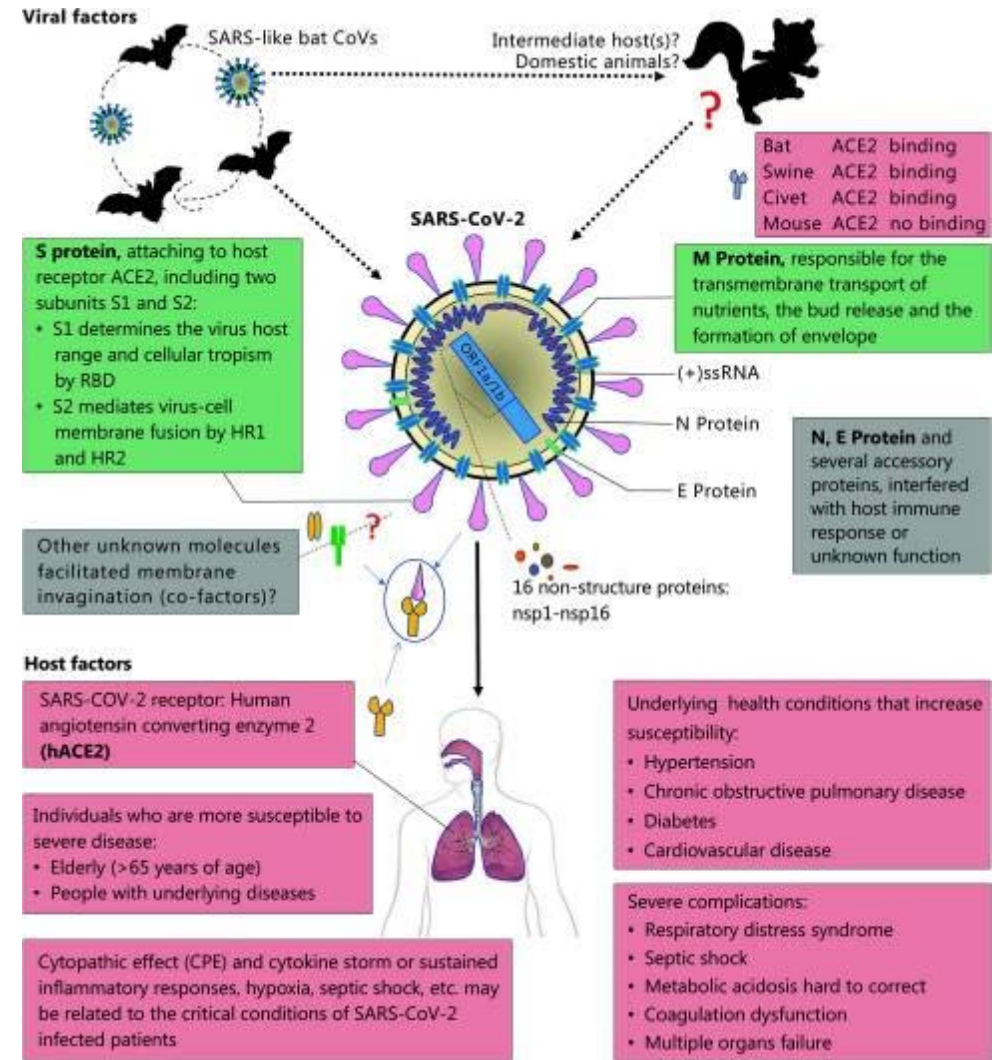 Viral factors
SARS-like bat CoVs
Intermediate host(s)?
Domestic animals?
?
Bat ACE2 binding
Swine ACE2 binding
Civet ACE2 binding
Mouse ACE2 no binding
SARS-CoV-2
S protein, attaching to host
receptor ACE2, including two
subunits S1 and S2:
• S1 determines the virus host
range and cellular tropism
by RBD
• S2 mediates virus-cell
membrane fusion by HR1
and HR2
M Protein, responsible for the
transmembrane transport of
nutrients, the bud release and the
formation of envelope
ORF1a/1b
(+)ssRNA
N Protein
E Protein
N, E Protein and
several accessory
proteins, interfered
with host immune
response or
unknown function
?
Other unknown molecules
facilitated membrane
invagination (co-factors)?
16 non-structure proteins:
nsp1-nsp16
Host factors
SARS-COV-2 receptor: Human
angiotensin converting enzyme 2
(hACE2)
Individuals who are more susceptible to
severe disease:
• Elderly (>65 years of age)
• People with underlying diseases
Cytopathic effect (CPE) and cytokine storm or sustained
inflammatory responses, hypoxia, septic shock, etc. may
be related to the critical conditions of SARS-CoV-2
infected patients
Underlying health conditions that increase
susceptibility:
• Hypertension
• Chronic obstructive pulmonary disease
• Diabetes
• Cardiovascular disease
Severe complications:
• Respiratory distress syndrome
• Septic shock
• Metabolic acidosis hard to correct
• Coagulation dysfunction
• Multiple organs failure